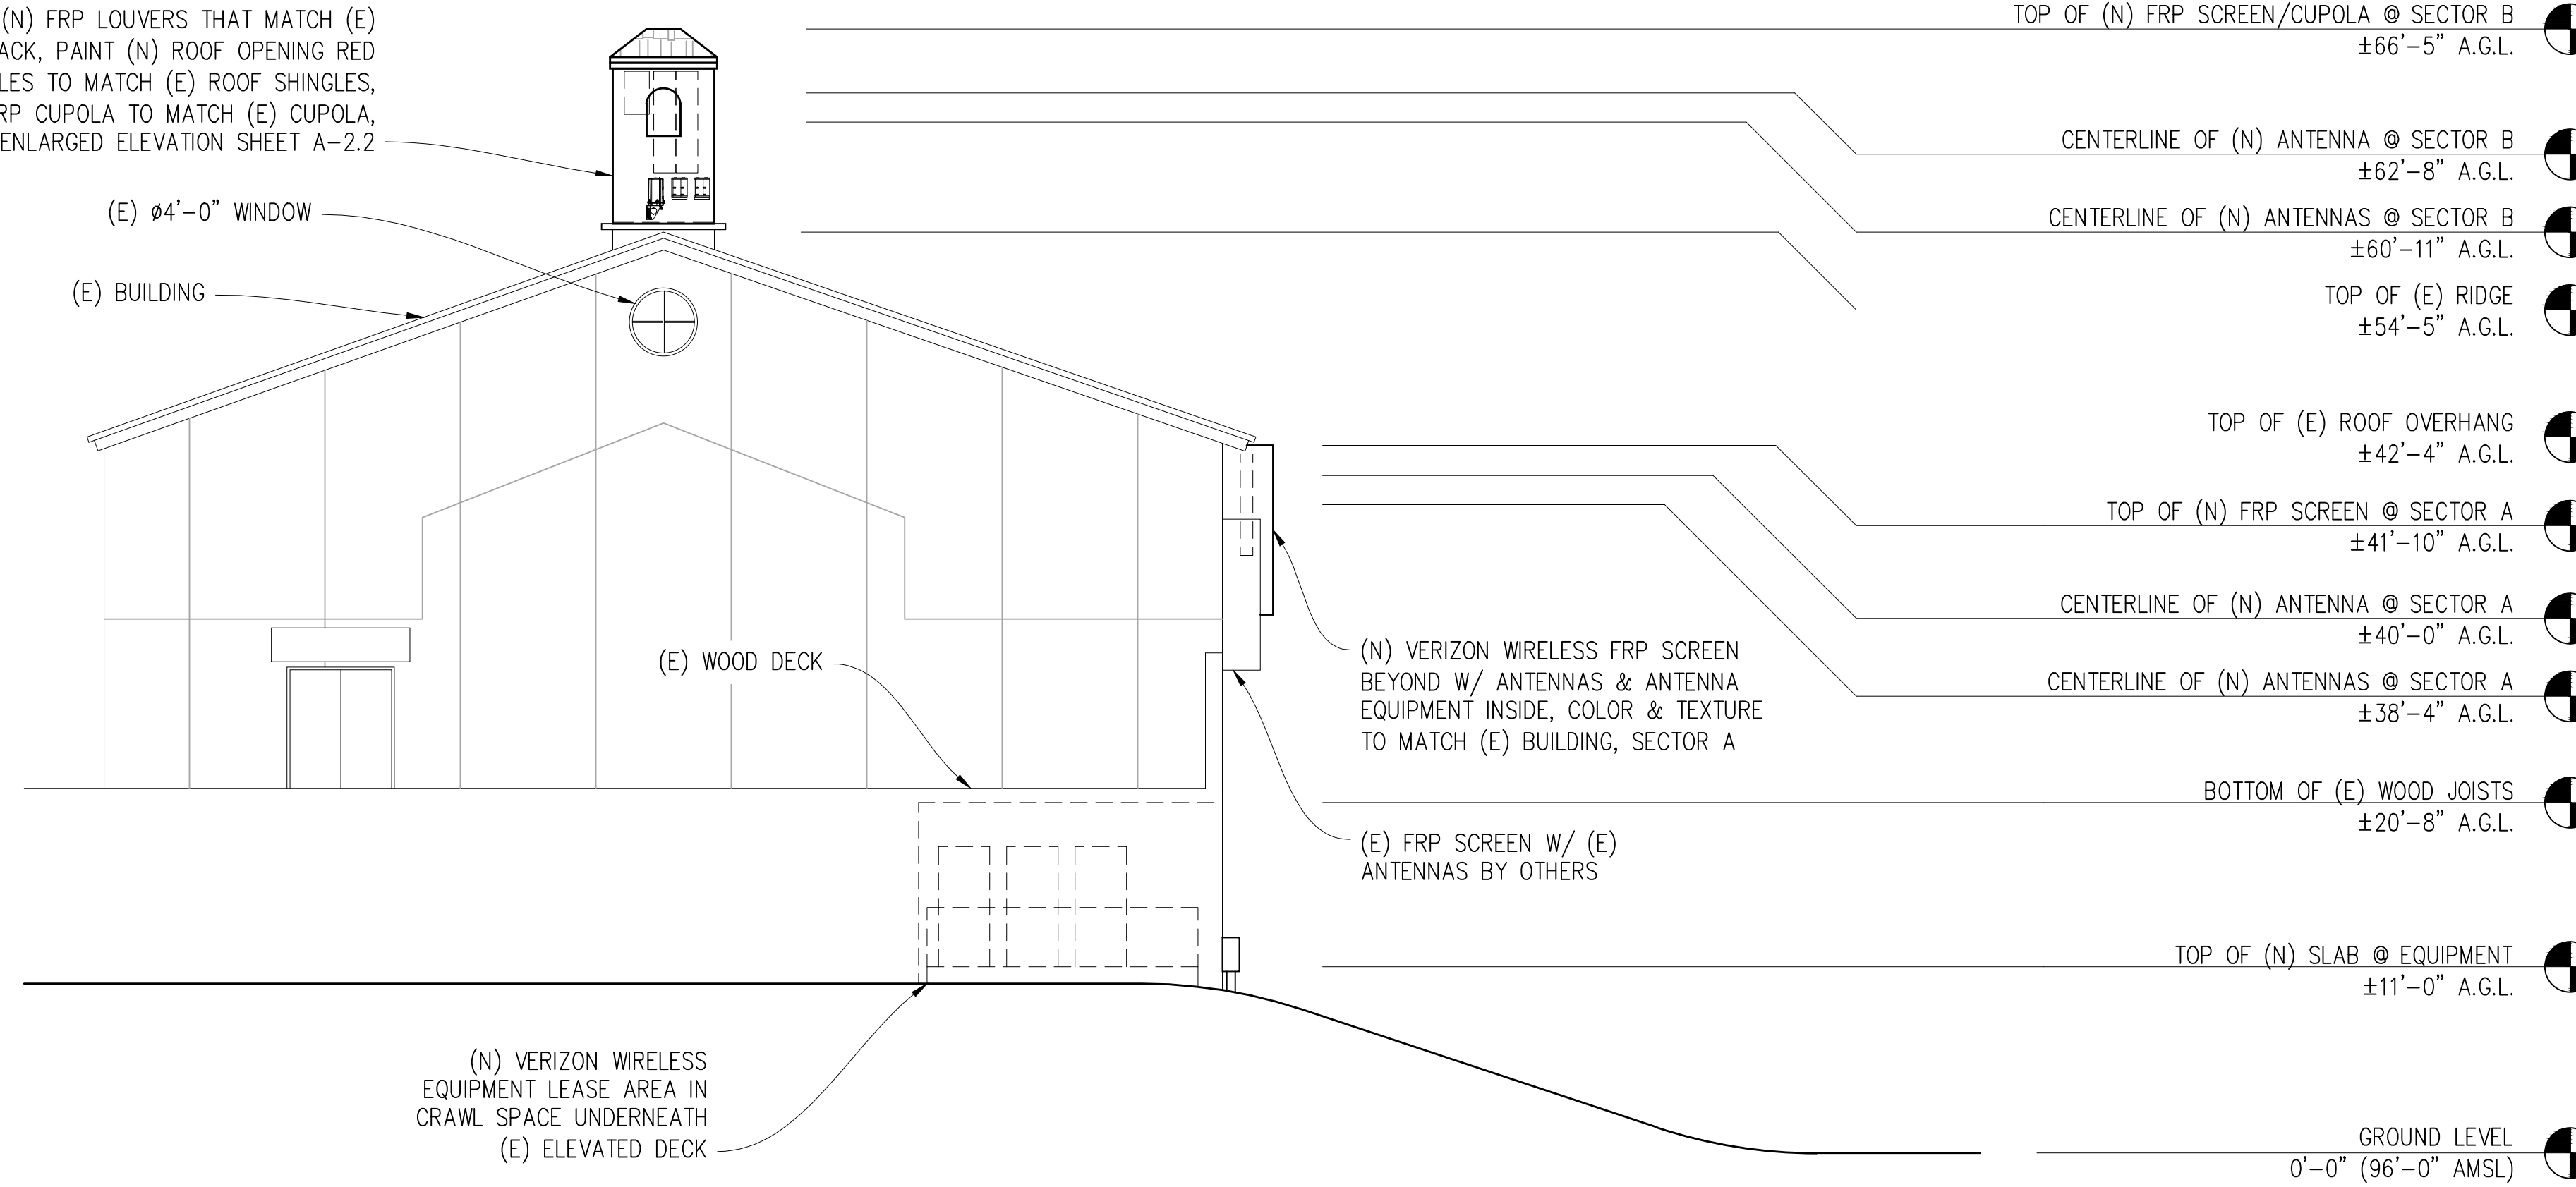 (N) FRP LOUVERS THAT MATCH (E)
PAINT (N) ROOF OPENING RED
TO MATCH (E) ROOF SHINGLES,
CUPOLA TO MATCH (E) CUPOLA,
ENLARGED ELEVATION SHEET A-2.2
(E) ø4'-0" WINDOW
(E) BUILDING
(E) WOOD DECK
(N) VERIZON WIRELESS
EQUIPMENT LEASE AREA IN
CRAWL SPACE UNDERNEATH
(E) ELEVATED DECK
(N) VERIZON WIRELESS FRP SCREEN
BEYOND W/ ANTENNAS & ANTENNA
EQUIPMENT INSIDE, COLOR & TEXTURE
TO MATCH (E) BUILDING, SECTOR A
(E) FRP SCREEN W/ (E)
ANTENNAS BY OTHERS
TOP OF (N) FRP SCREEN/CUPOLA @ SECTOR B
±66'-5" A.G.L.
CENTERLINE OF (N) ANTENNA @ SECTOR B
±62'-8" A.G.L.
CENTERLINE OF (N) ANTENNAS @ SECTOR B
±60'-11" A.G.L.
TOP OF (E) RIDGE
±54'-5" A.G.L.
TOP OF (E) ROOF OVERHANG
±42'-4" A.G.L.
TOP OF (N) FRP SCREEN @ SECTOR A
±41'-10" A.G.L.
CENTERLINE OF (N) ANTENNA @ SECTOR A
±40'-0" A.G.L.
CENTERLINE OF (N) ANTENNAS @ SECTOR A
±38'-4" A.G.L.
BOTTOM OF (E) WOOD JOISTS
±20'-8" A.G.L.
TOP OF (N) SLAB @ EQUIPMENT
±11'-0" A.G.L.
GROUND LEVEL
0'-0" (96'-0" AMSL)